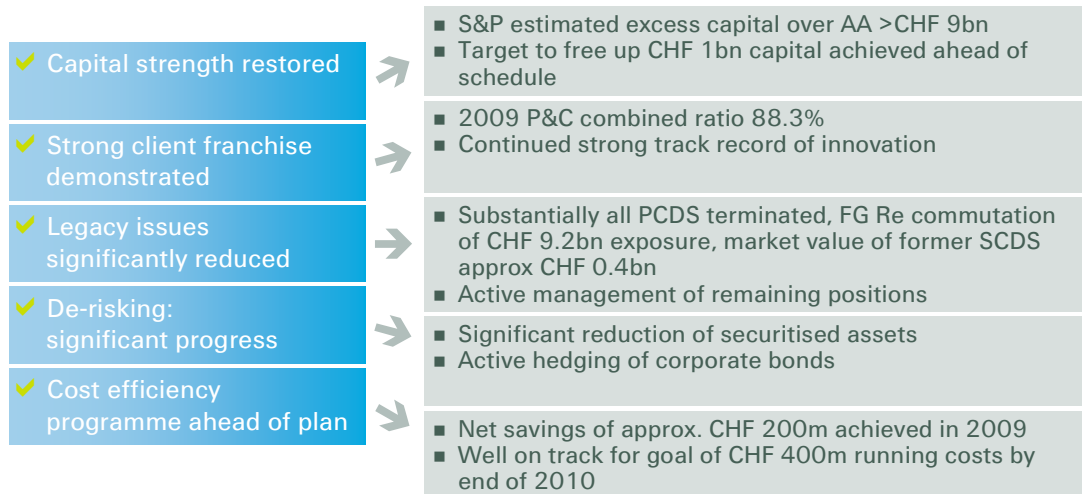 Capital strength restored
■ S&P estimated excess capital over AA >CHF 9bn
■ Target to free up CHF 1bn capital achieved ahead of
schedule
Strong client franchise
demonstrated
■ 2009 P&C combined ratio 88.3%
■ Continued strong track record of innovation
Legacy issues
significantly reduced
■ Substantially all PCDS terminated, FG Re commutation
of CHF 9.2bn exposure, market value of former SCDS
approx CHF 0.4bn
■ Active management of remaining positions
De-risking:
significant progress
■ Significant reduction of securitised assets
■ Active hedging of corporate bonds
Cost efficiency
programme ahead of plan
■ Net savings of approx. CHF 200m achieved in 2009
■ Well on track for goal of CHF 400m running costs by
end of 2010